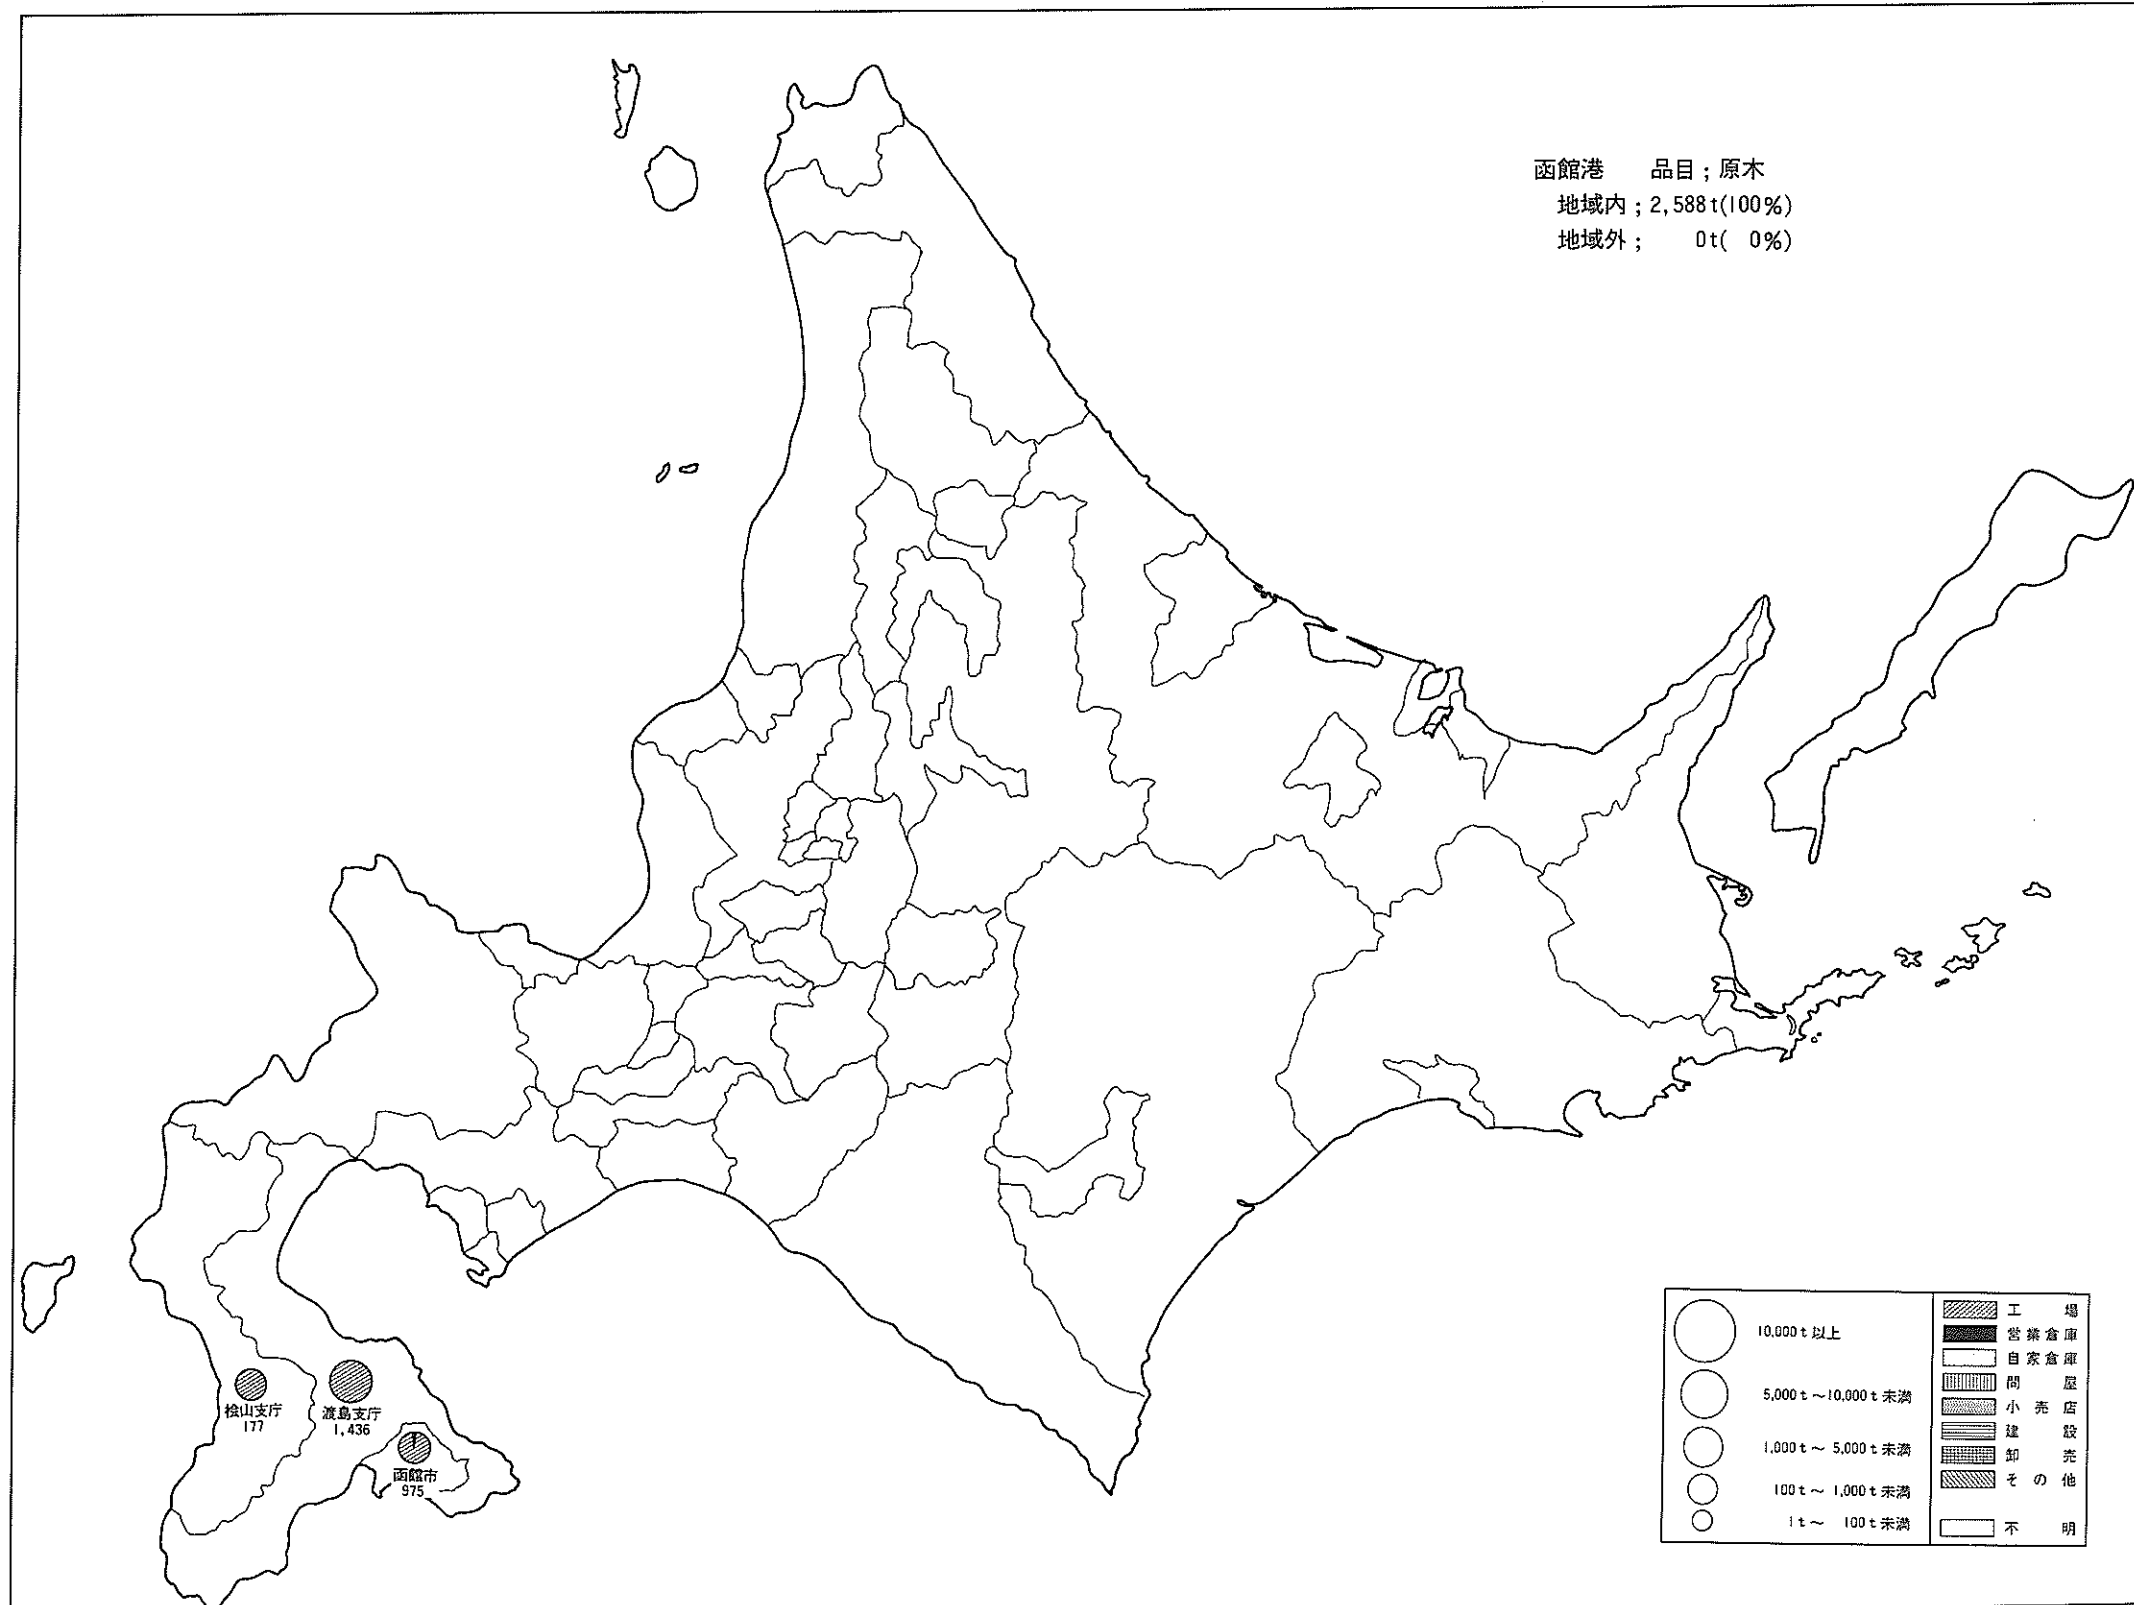 函館港 品目；原木
地域内；2,588t(100%)
地域外； 0t( 0%)
桧山支庁
177
渡島支庁
1,436
函館市
975
10,000t以上
5,000t～10,000t未満
1,000t～ 5,000t未満
100t～ 1,000t未満
1t～ 100t未満
工場
営業倉庫
自家倉庫
問屋
小売店
建設
卸売
その他
不明